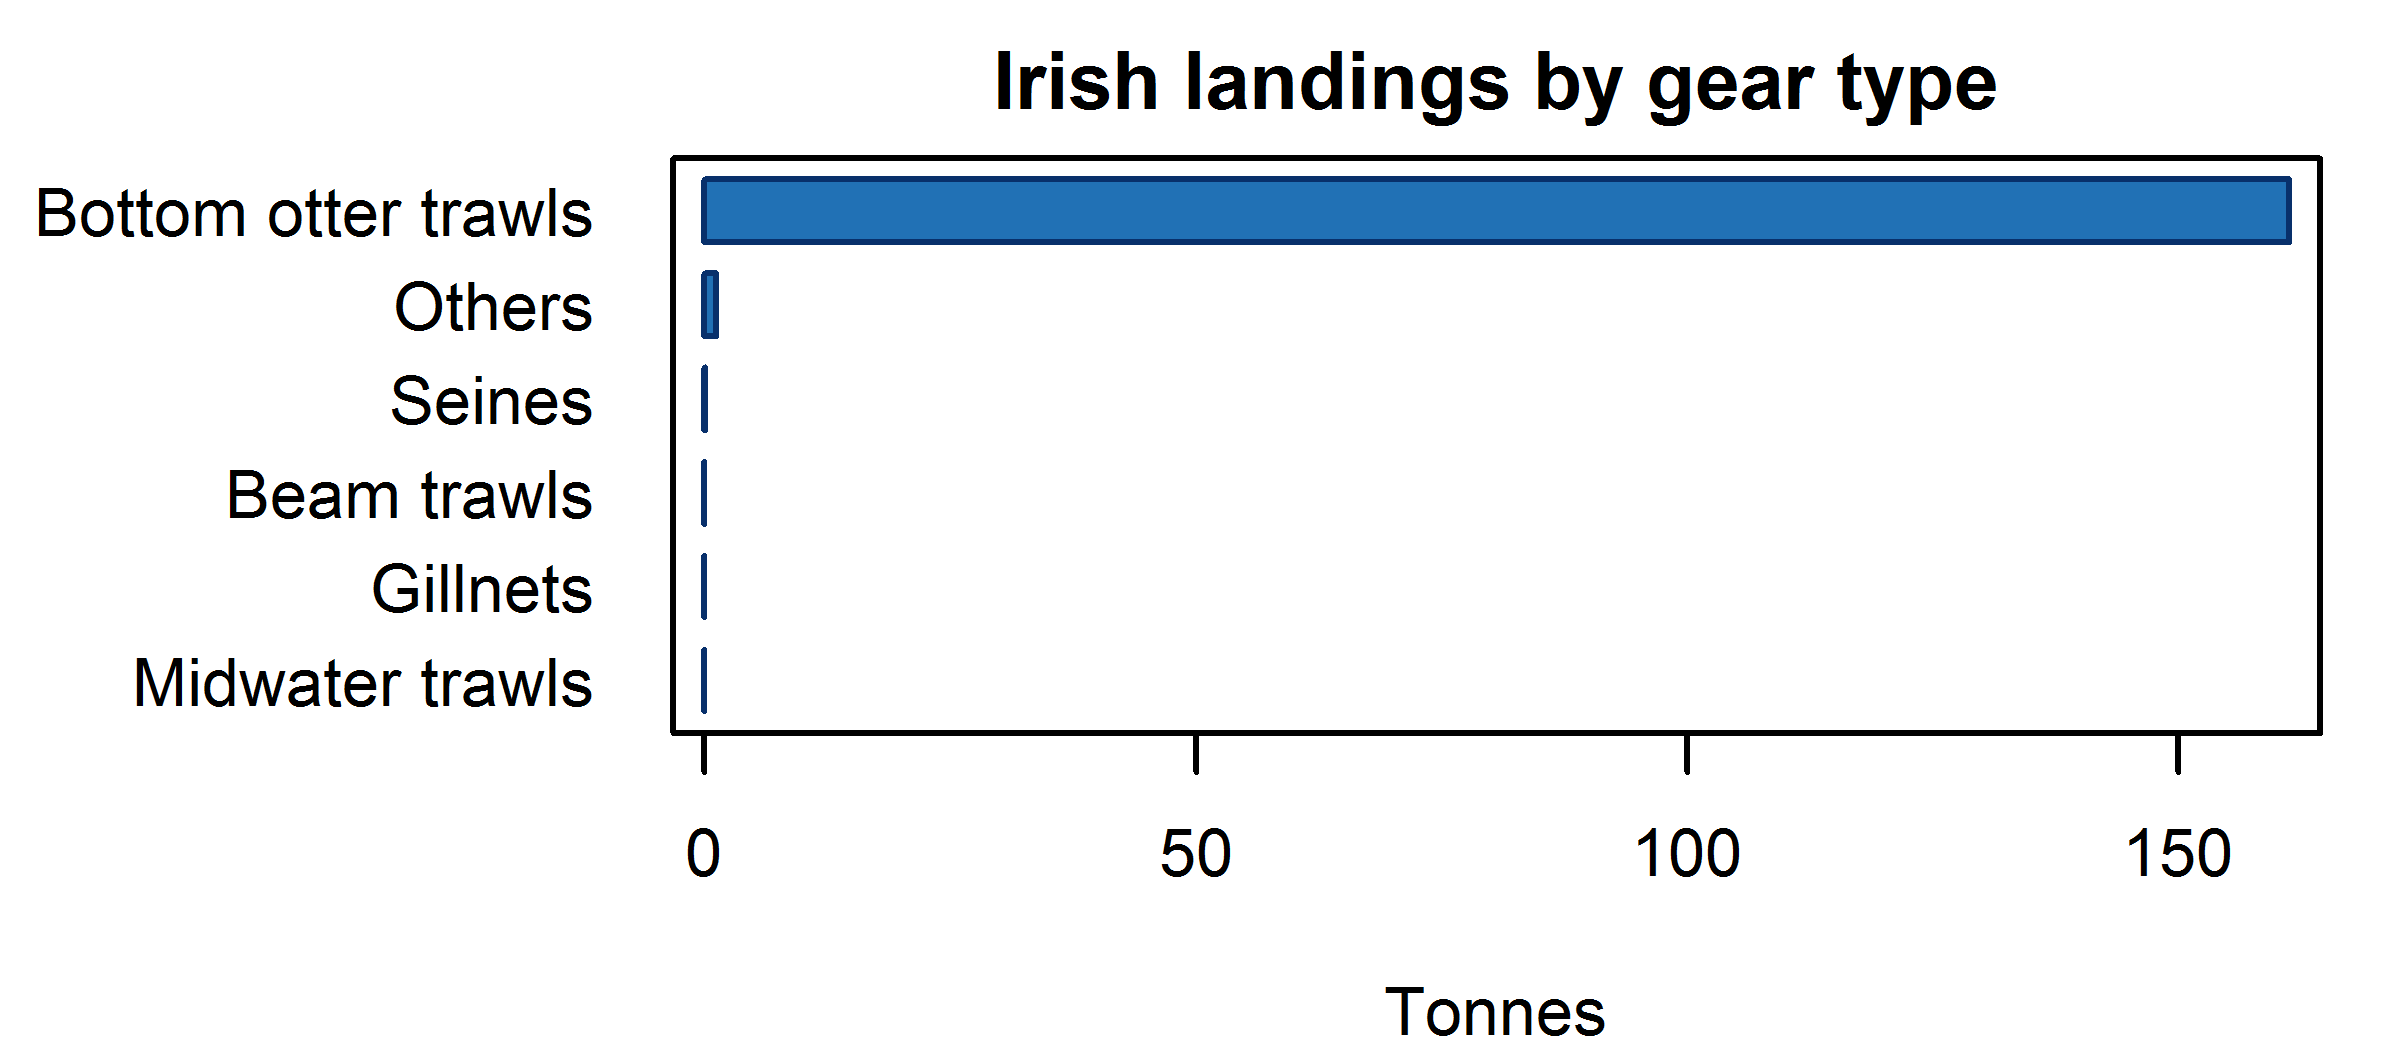 Irish landings by gear type
Bottom otter trawls
Others
Seines
Beam trawls
Gillnets
Midwater trawls
0 50 100 150
Tonnes